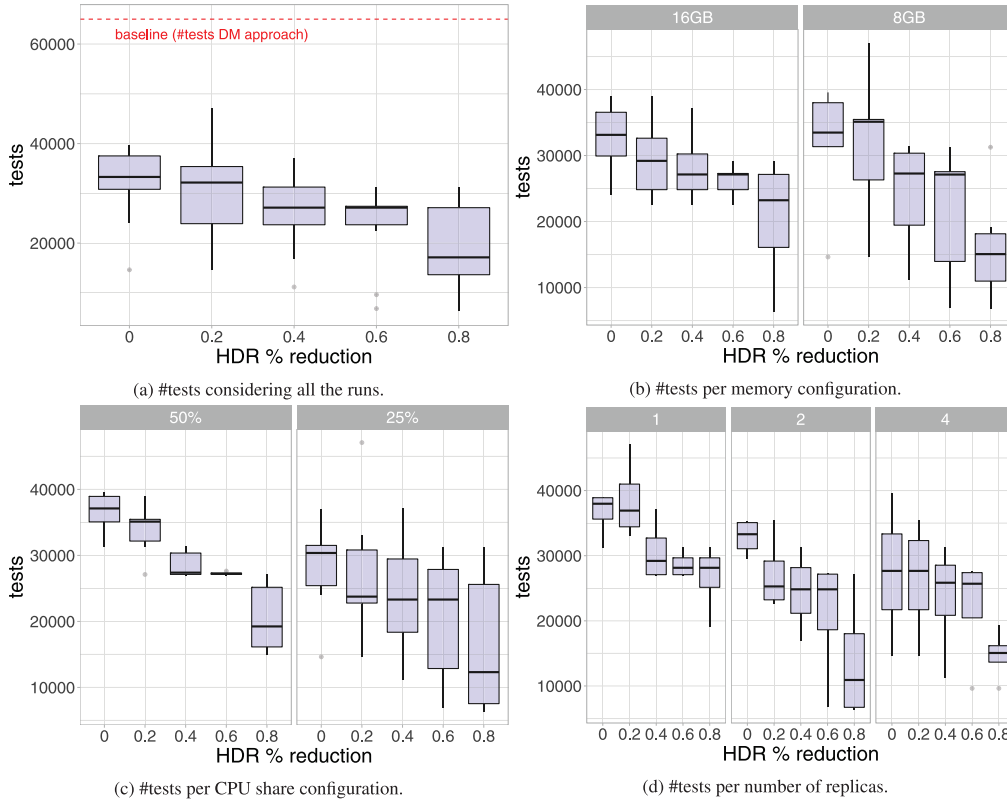 baseline (#tests DM approach)
60000
40000
20000
tests
0 0.2 0.4 0.6 0.8
HDR % reduction
(a) #tests considering all the runs.
16GB 8GB
40000
30000
20000
10000
tests
0 0.2 0.4 0.6 0.8 0 0.2 0.4 0.6 0.8
HDR % reduction
(b) #tests per memory configuration.
50% 25%
40000
30000
20000
10000
tests
0 0.2 0.4 0.6 0.8 0 0.2 0.4 0.6 0.8
HDR % reduction
(c) #tests per CPU share configuration.
1 2 4
40000
30000
20000
10000
tests
0 0.2 0.4 0.6 0.8 0 0.2 0.4 0.6 0.8 0 0.2 0.4 0.6 0.8
HDR % reduction
(d) #tests per number of replicas.